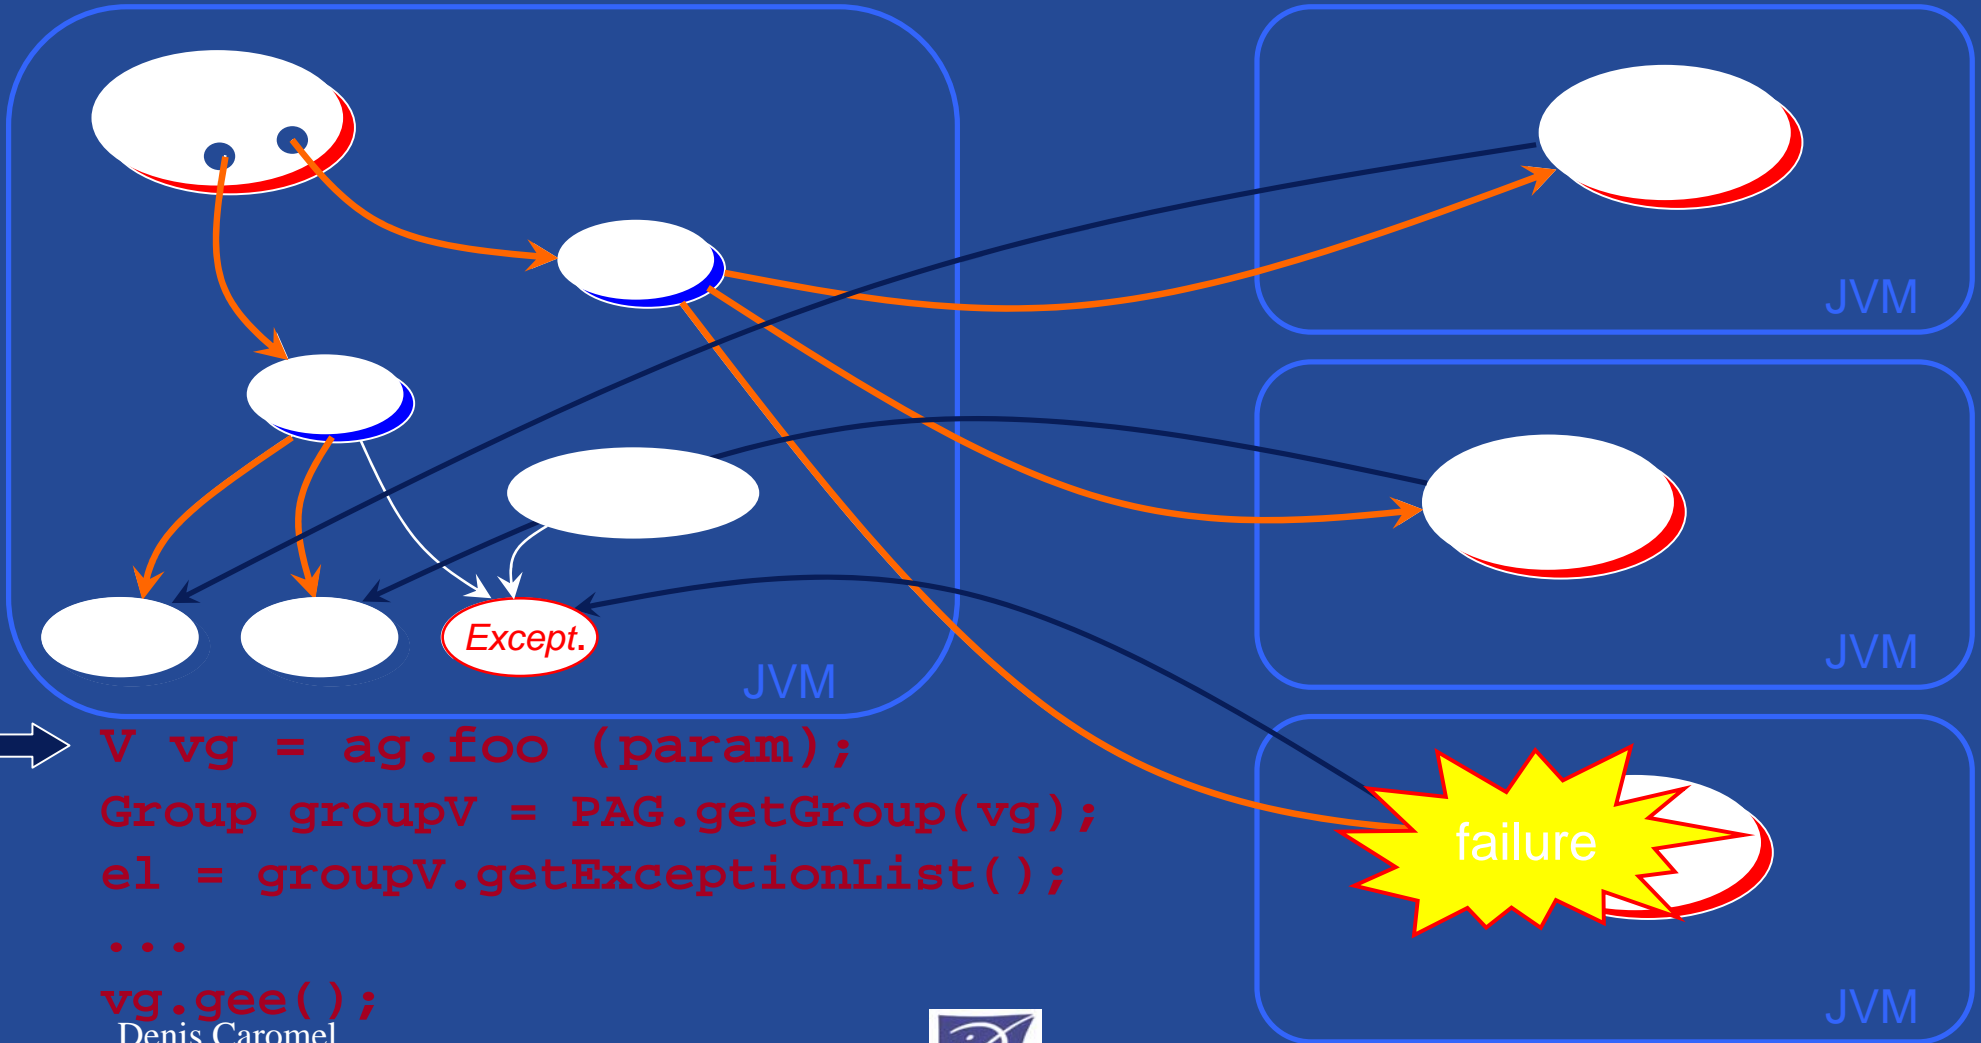 JVM
Except.
JVM
JVM
V vg = ag.foo (param);
Group groupV = PAG.getGroup(vg);
el = groupV.getExceptionList();
...
vg.gee();
failure
JVM
Denis Caromel